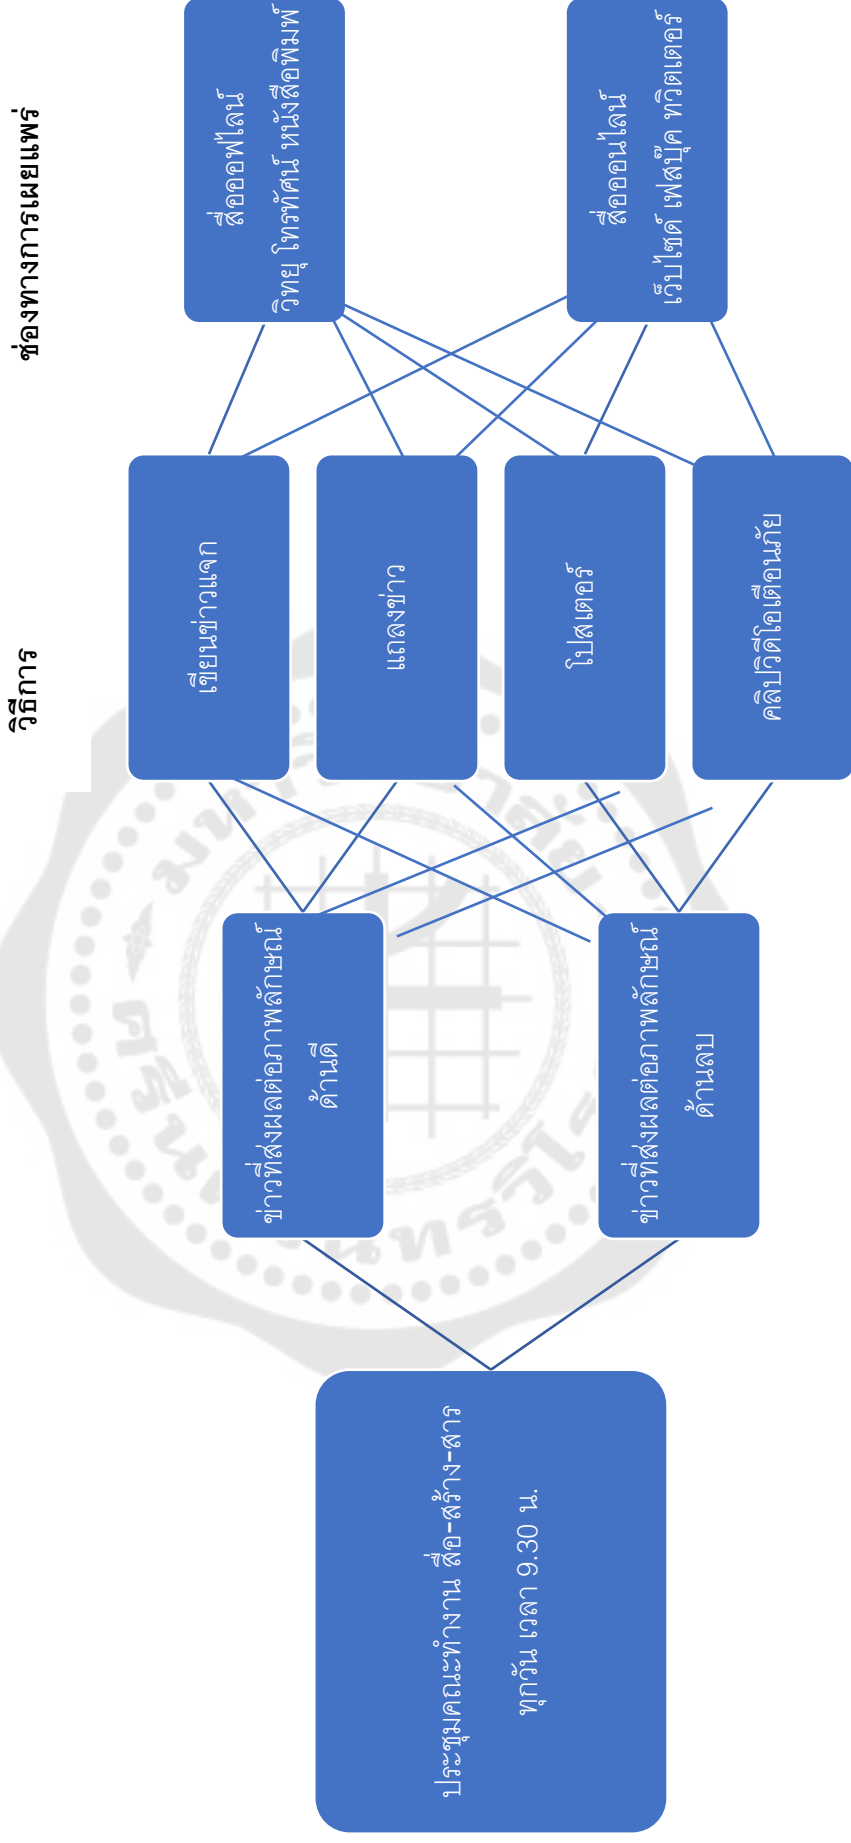 วิธีการ
ช่องทางการเผยแพร่
ประชุมคณะทำงาน สื่อ-สร้าง-สาร
ทุกวัน เวลา 9.30 น.
ข่าวที่ส่งผลต่อภาพลักษณ์
ด้านดี
ข่าวที่ส่งผลต่อภาพลักษณ์
ด้านลบ
เขียนข่าวแจก
แถลงข่าว
โปสเตอร์
คลิปวิดีโอเตือนภัย
สื่อออฟไลน์
วิทยุ โทรทัศน์ หนังสือพิมพ์
สื่อออนไลน์
เว็บไซต์ เฟสบุ๊ค ทวิตเตอร์